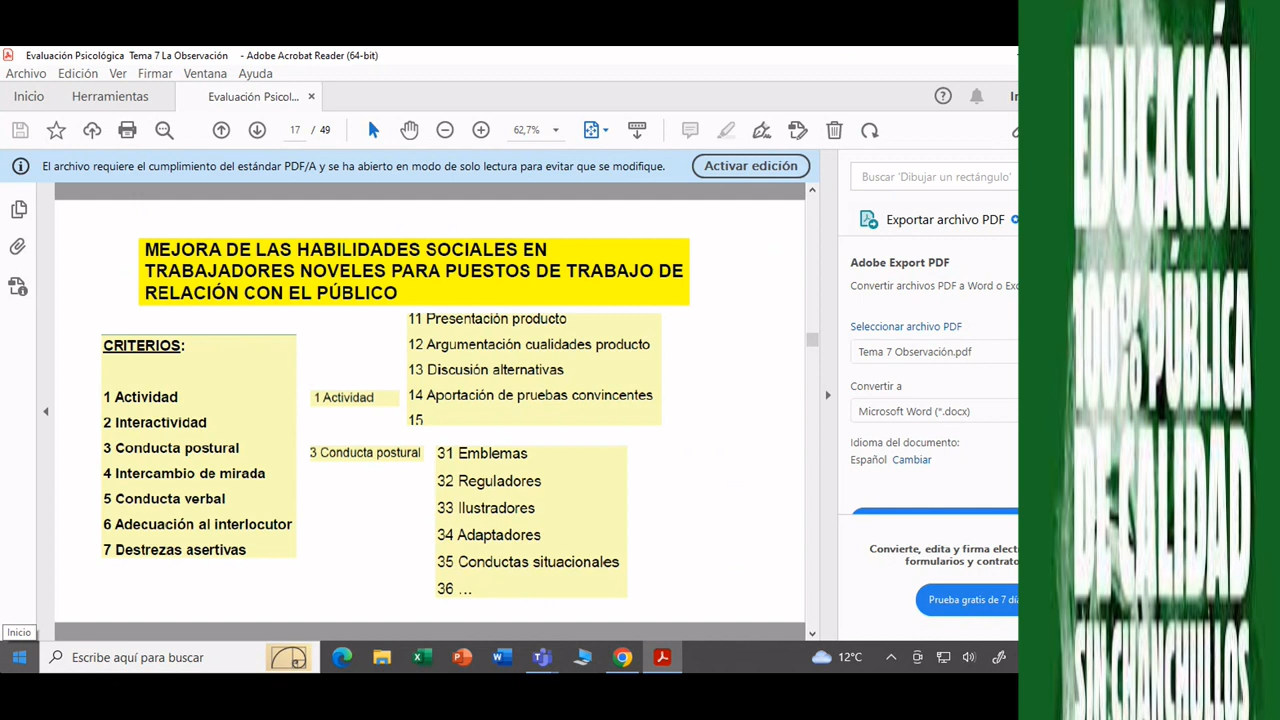 Evaluación Psicológica Tema 7 La Observación - Adobe Acrobat Reader (64-bit)
Archivo Edición Ver Firmar Ventana Ayuda
Inicio Herramientas Evaluación Psicol... ×
17 / 49 62,7%
El archivo requiere el cumplimiento del estándar PDF/A y se ha abierto en modo de solo lectura para evitar que se modifique. Activar edición
MEJORA DE LAS HABILIDADES SOCIALES EN
TRABAJADORES NOVELES PARA PUESTOS DE TRABAJO DE
RELACIÓN CON EL PÚBLICO
CRITERIOS:
1 Actividad
2 Interactividad
3 Conducta postural
4 Intercambio de mirada
5 Conducta verbal
6 Adecuación al interlocutor
7 Destrezas asertivas
1 Actividad
11 Presentación producto
12 Argumentación cualidades producto
13 Discusión alternativas
14 Aportación de pruebas convincentes
15
3 Conducta postural
31 Emblemas
32 Reguladores
33 Ilustradores
34 Adaptadores
35 Conductas situacionales
36 ...
Buscar 'Dibujar un rectángulo'
Exportar archivo PDF
Adobe Export PDF
Convertir archivos PDF a Word o
Seleccionar archivo PDF
Tema 7 Observación.pdf
Convertir a
Microsoft Word (*.docx)
Idioma del documento:
Español Cambiar
Convierte, edita y firma
formularios y
Prueba gratis de 7
Inicio
Escribe aquí para buscar
12°C
EDUCACIÓN
100% PÚBLICA
DE SALIDAD
SIN CHANCHULLOS